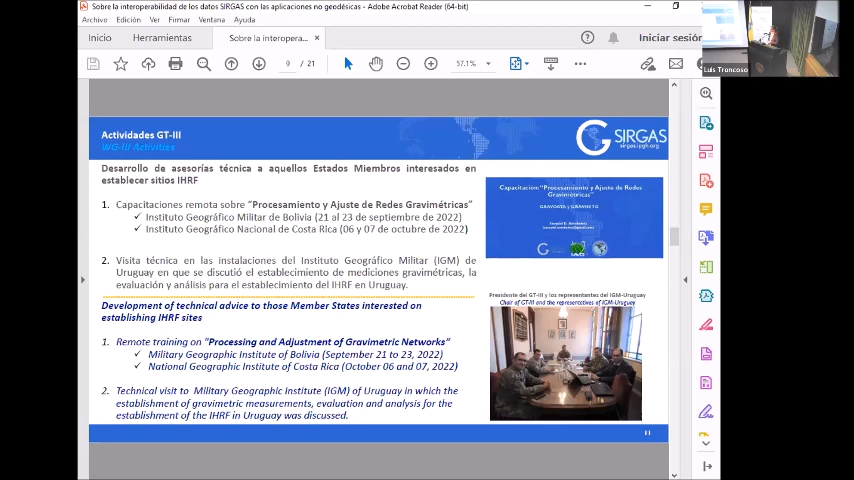 Sobre la interoperabilidad de los datos SIRGAS con las aplicaciones no geodésicas - Adobe Acrobat Reader (64-bit)
Archivo Edición Ver Firmar Ventana Ayuda
Inicio Herramientas Sobre la interopera... × Iniciar sesión
9 / 21 57.1%
Luis Troncoso
Actividades GT-III
WG-III Activities
SIRGAS
sirgas.ipgh.org
Desarrollo de asesorías técnica a aquellos Estados Miembros interesados en
establecer sitios IHRF
1. Capacitaciones remota sobre "Procesamiento y Ajuste de Redes Gravimétricas"
✓ Instituto Geográfico Militar de Bolivia (21 al 23 de septiembre de 2022)
✓ Instituto Geográfico Nacional de Costa Rica (06 y 07 de octubre de 2022)
2. Visita técnica en las instalaciones del Instituto Geográfico Militar (IGM) de
Uruguay en que se discutió el establecimiento de mediciones gravimétricas, la
evaluación y análisis para el establecimiento del IHRF en Uruguay.
Capacitación: "Procesamiento y Ajuste de Redes
Gravimétricas"
Presidente del GT-III y los representantes del IGM-Uruguay
Chair of GT-III and the representatives of IGM-Uruguay
Development of technical advice to those Member States interested on
establishing IHRF sites
1. Remote training on "Processing and Adjustment of Gravimetric Networks"
✓ Military Geographic Institute of Bolivia (September 21 to 23, 2022)
✓ National Geographic Institute of Costa Rica (October 06 and 07, 2022)
2. Technical visit to Military Geographic Institute (IGM) of Uruguay in which the
establishment of gravimetric measurements, evaluation and analysis for the
establishment of the IHRF in Uruguay was discussed.
11